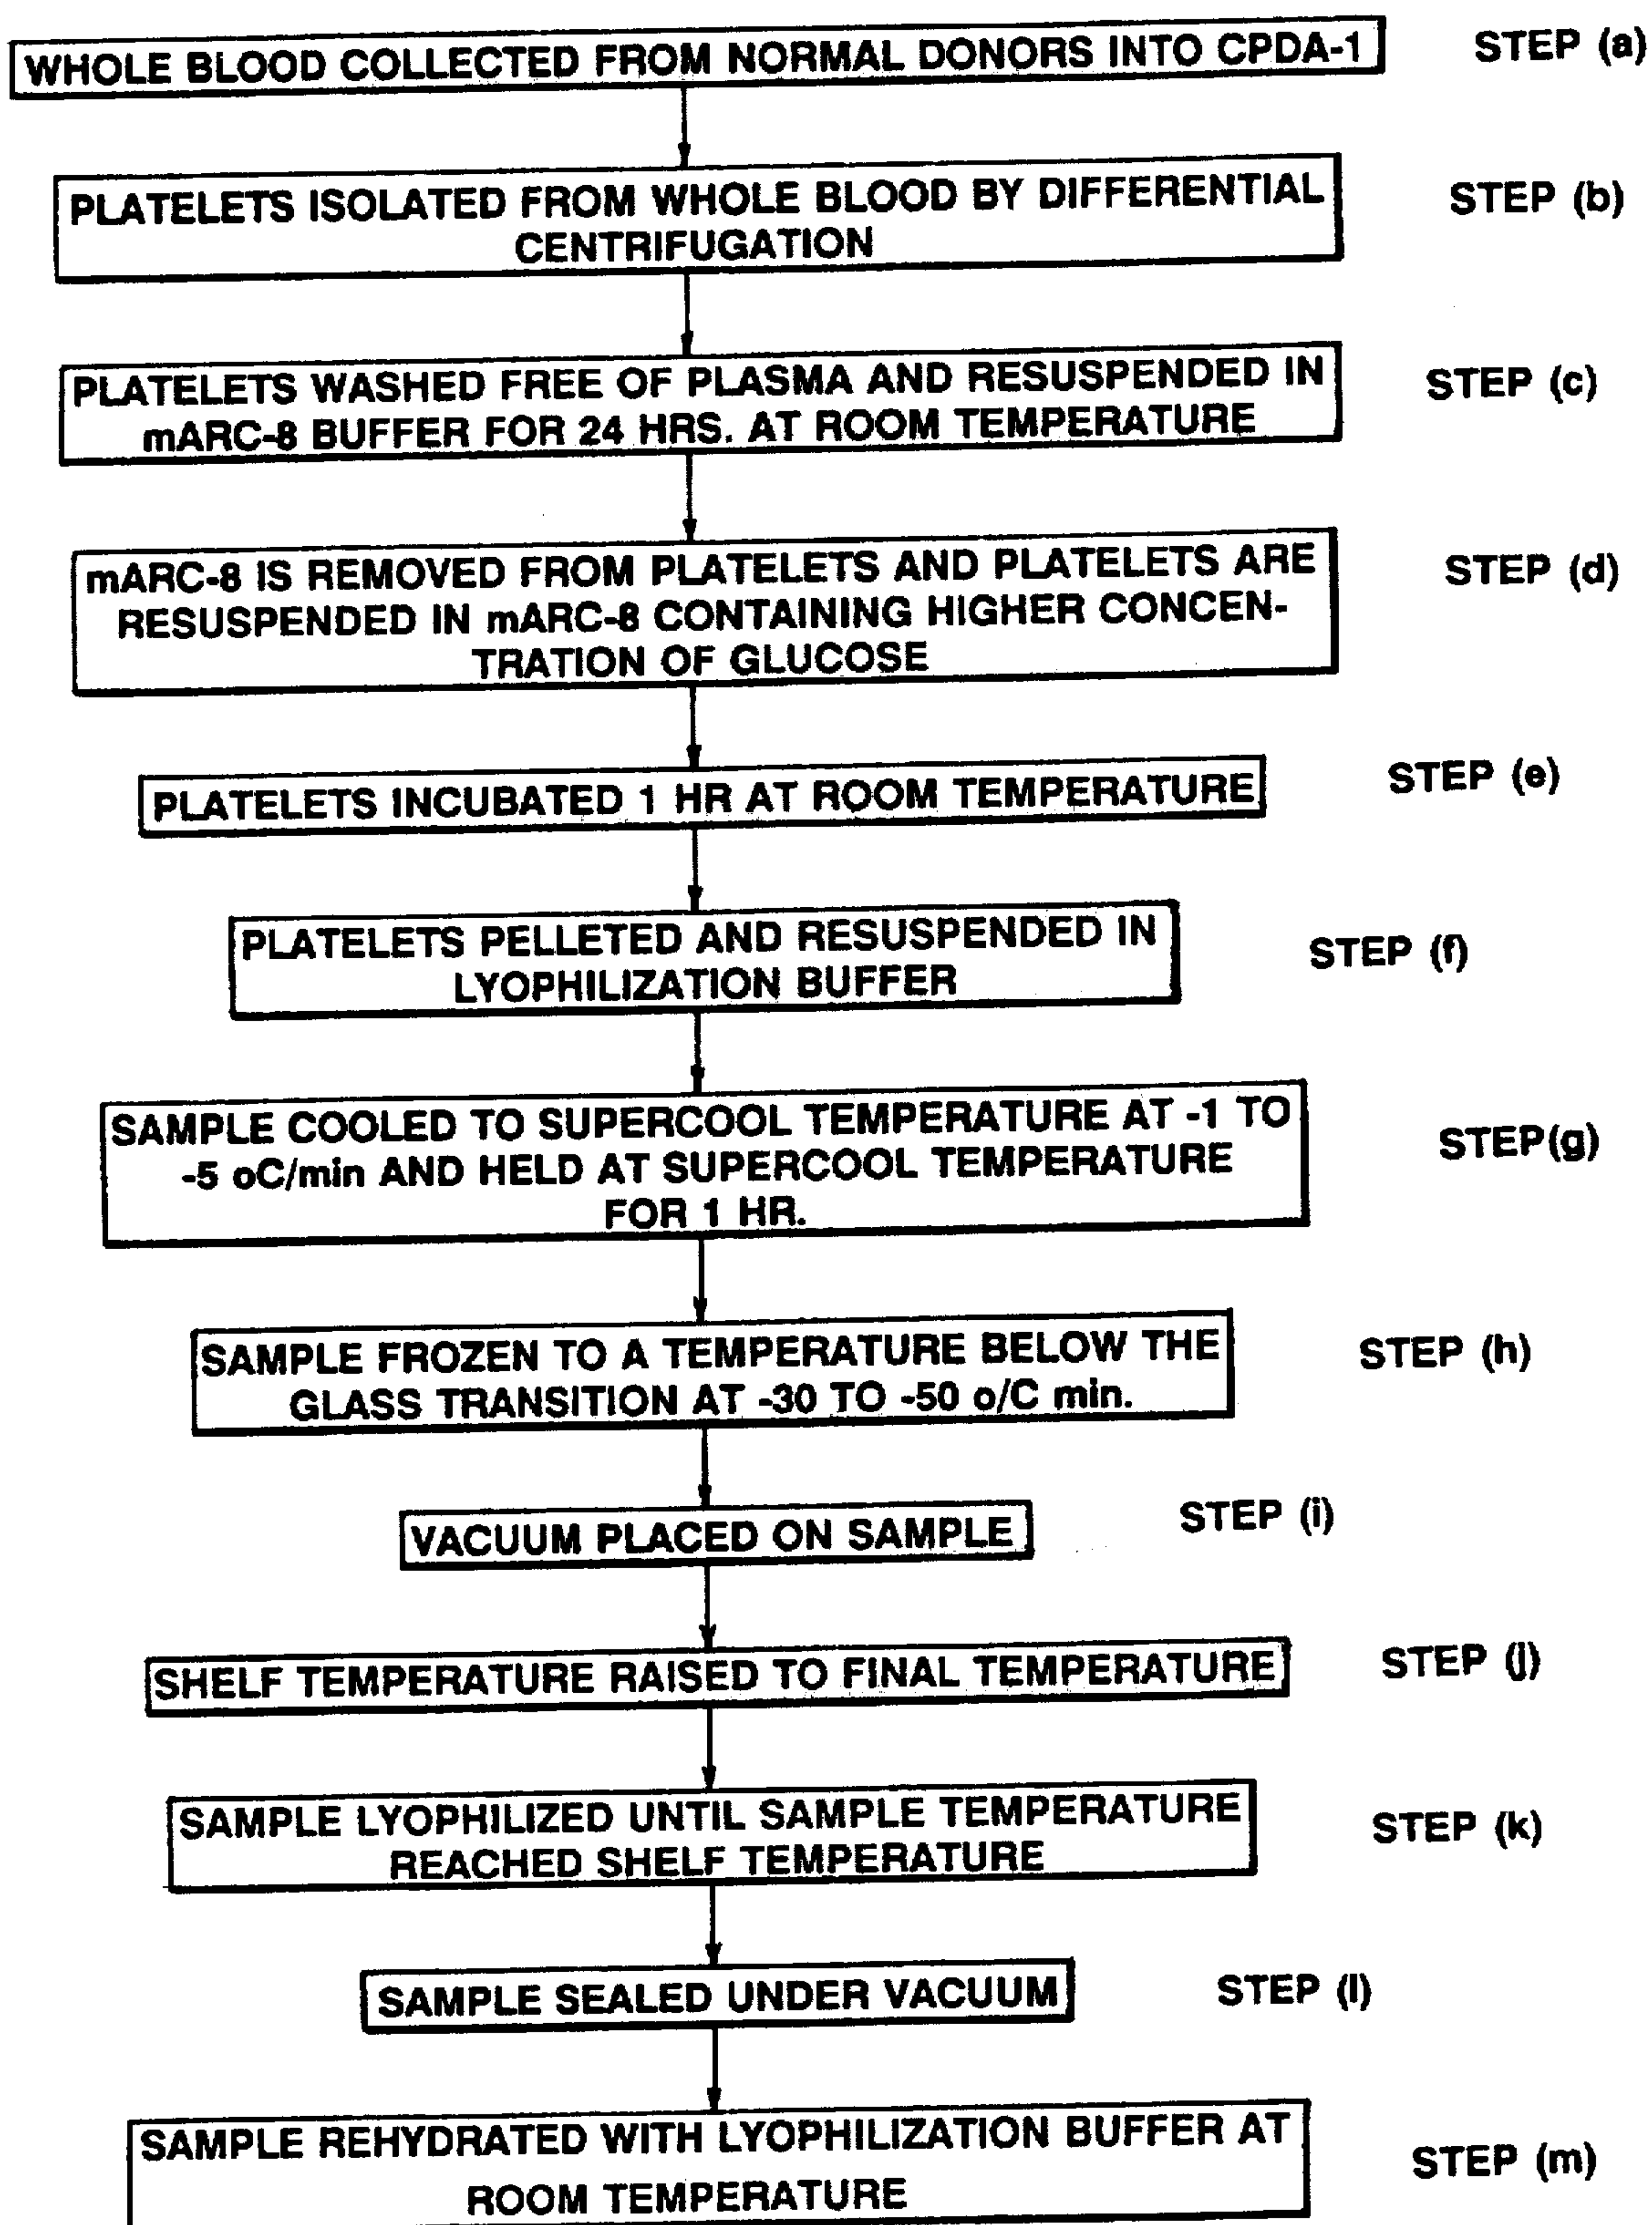 WHOLE BLOOD COLLECTED FROM NORMAL DONORS INTO CPDA-1
STEP (a)
PLATELETS ISOLATED FROM WHOLE BLOOD BY DIFFERENTIAL
CENTRIFUGATION
STEP (b)
PLATELETS WASHED FREE OF PLASMA AND RESUSPENDED IN
mARC-8 BUFFER FOR 24 HRS. AT ROOM TEMPERATURE
STEP (c)
mARC-8 IS REMOVED FROM PLATELETS AND PLATELETS ARE
RESUSPENDED IN mARC-8 CONTAINING HIGHER CONCEN-
TRATION OF GLUCOSE
STEP (d)
PLATELETS INCUBATED 1 HR AT ROOM TEMPERATURE
STEP (e)
PLATELETS PELLETED AND RESUSPENDED IN
LYOPHILIZATION BUFFER
STEP (f)
SAMPLE COOLED TO SUPERCOOL TEMPERATURE AT -1 TO
-5 oC/min AND HELD AT SUPERCOOL TEMPERATURE
FOR 1 HR.
STEP(g)
SAMPLE FROZEN TO A TEMPERATURE BELOW THE
GLASS TRANSITION AT -30 TO -50 o/C min.
STEP (h)
VACUUM PLACED ON SAMPLE
STEP (i)
SHELF TEMPERATURE RAISED TO FINAL TEMPERATURE
STEP (j)
SAMPLE LYOPHILIZED UNTIL SAMPLE TEMPERATURE
REACHED SHELF TEMPERATURE
STEP (k)
SAMPLE SEALED UNDER VACUUM
STEP (l)
SAMPLE REHYDRATED WITH LYOPHILIZATION BUFFER AT
ROOM TEMPERATURE
STEP (m)